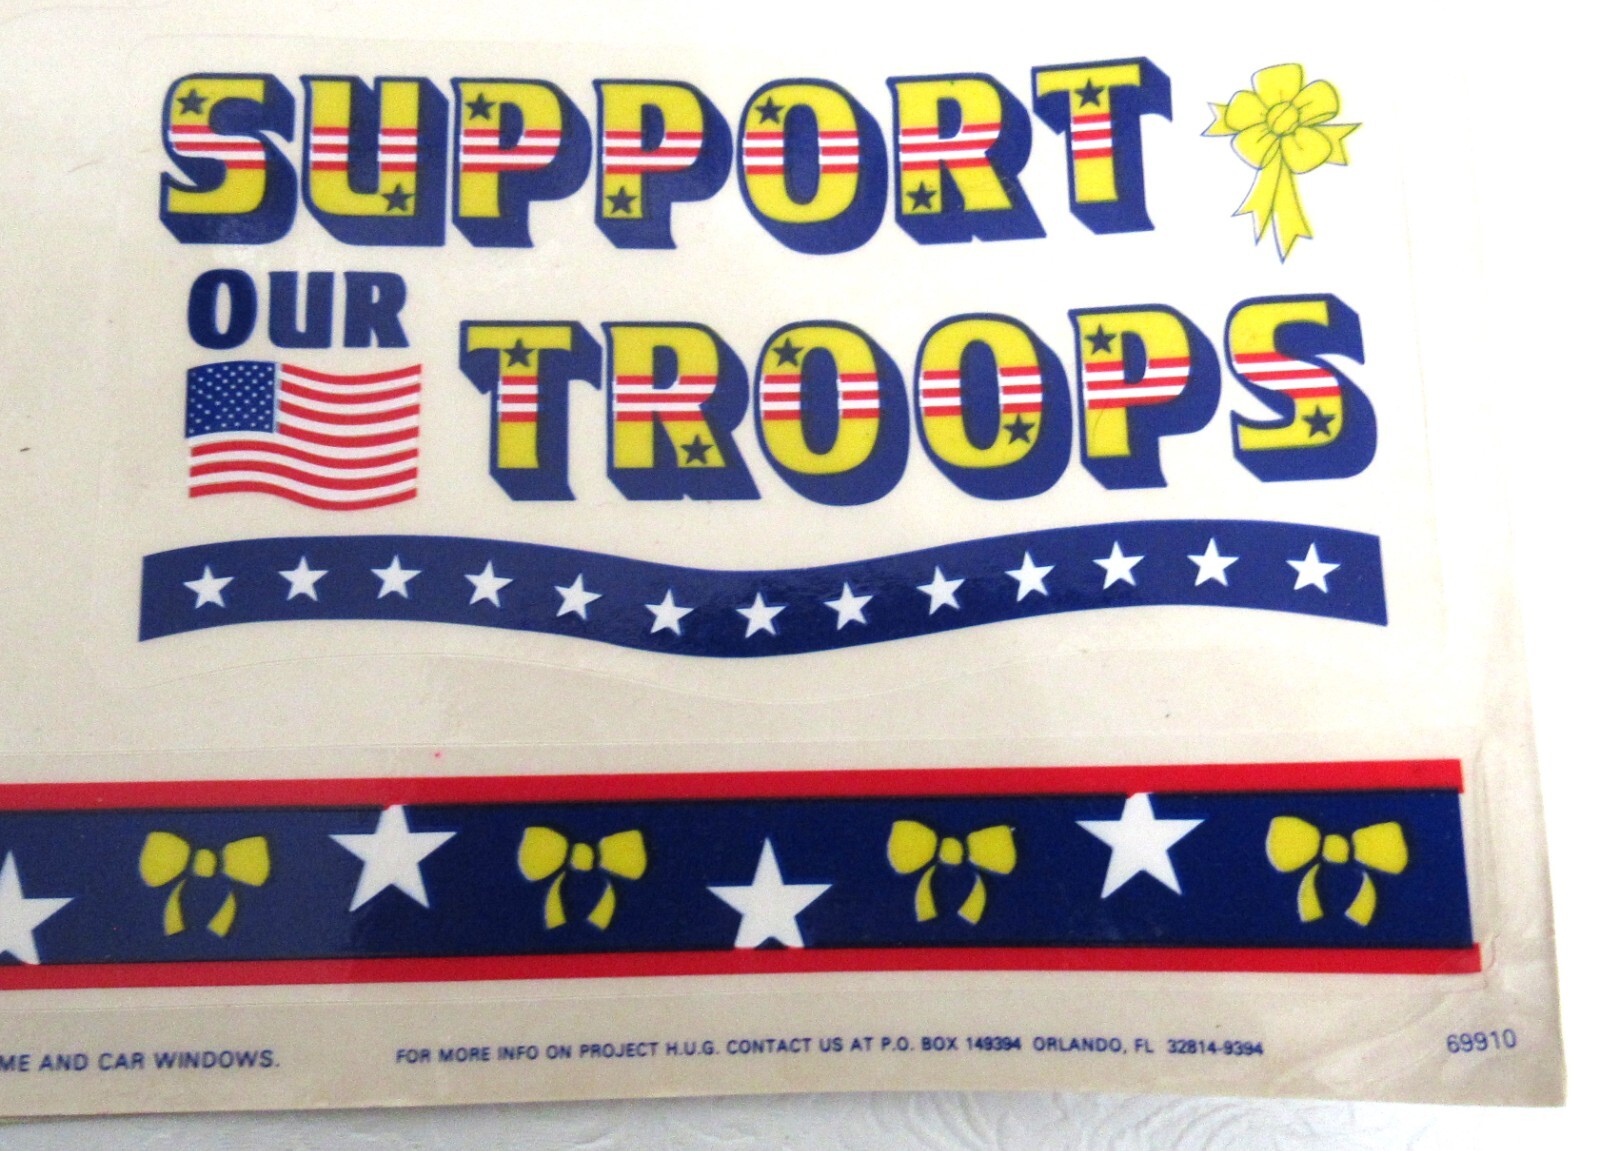 SUPPORT
OUR
TROOPS
ME AND CAR WINDOWS.
FOR MORE INFO ON PROJECT H.U.G. CONTACT US AT P.O. BOX 149394 ORLANDO, FL 32814-9394
69910